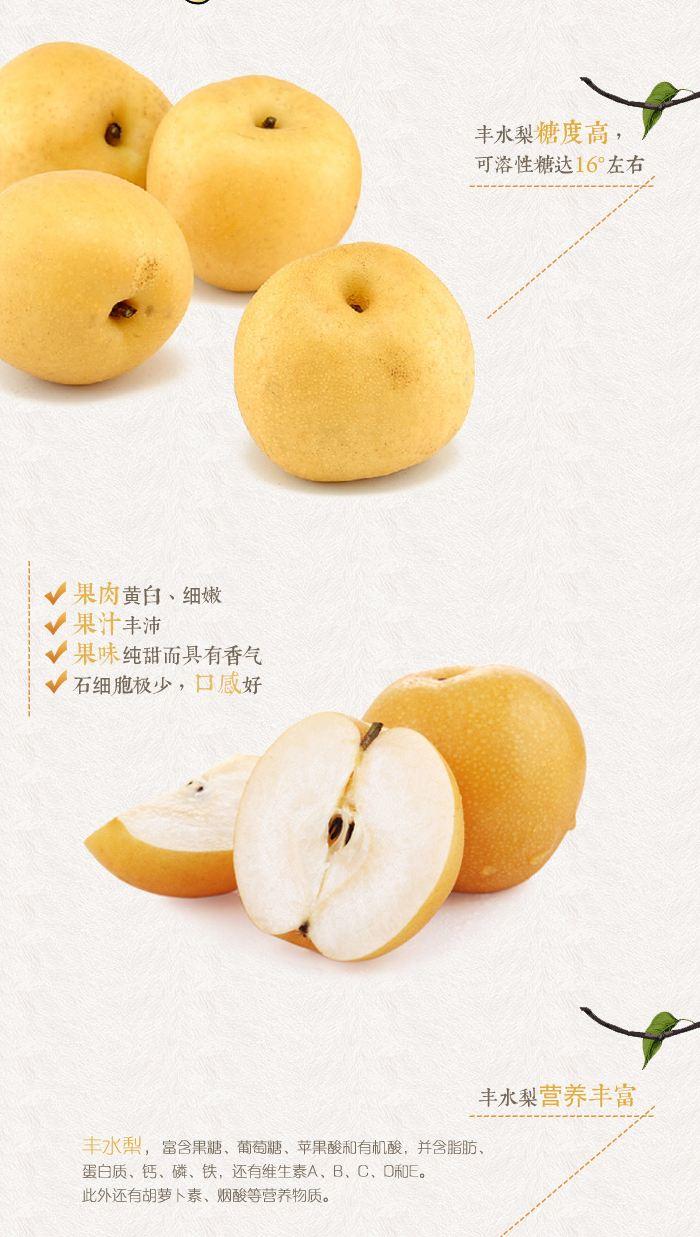 丰水梨糖度高，
可溶性糖达16°左右
果肉黄白、细嫩
果汁丰沛
果味纯甜而具有香气
石细胞极少，口感好
丰水梨营养丰富
丰水梨，富含果糖、葡萄糖、苹果酸和有机酸，并含脂肪、
蛋白质、钙、磷、铁，还有维生素A、B、C、D和E。
此外还有胡萝卜素、烟酸等营养物质。